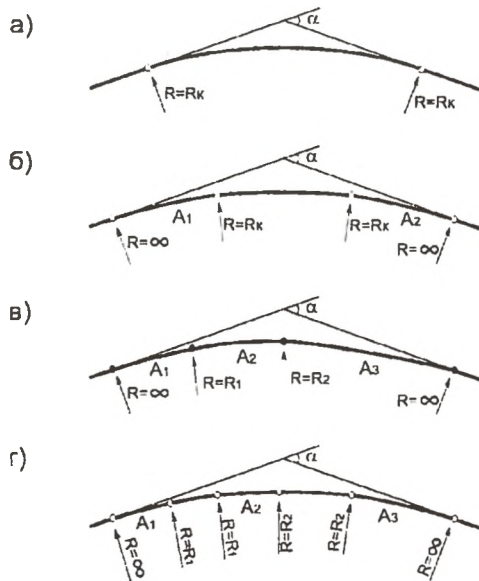 а)
α
R=Rк
R=Rк
б)
α
A1
A2
R=∞
R=Rк
R=Rк
R=∞
в)
α
A1
A2
A3
R=∞
R=R1
R=R2
R=∞
г)
α
A1
A2
A3
R=∞
R=R1
R=R1
R=R2
R=R2
R=∞